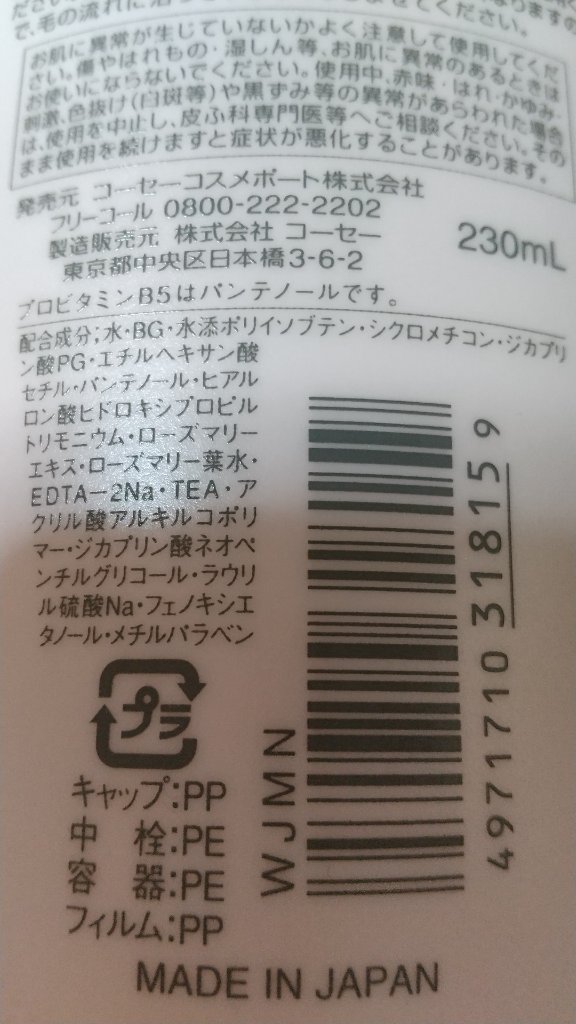 で、毛の流れに
お肌に異常が生じていないかよく注意して使用してくだ
さい。傷やはれもの・湿しん等、お肌に異常のあるときは
お使いにならないでください。使用中、赤味・はれ・かゆみ・
刺激、色抜け(白斑等)や黒ずみ等の異常があらわれた場合
は、使用を中止し、皮ふ科専門医等へご相談ください。その
まま使用を続けますと症状が悪化することがあります。
発売元 コーセーコスメポート株式会社
フリーコール 0800-222-2202
製造販売元 株式会社 コーセー
東京都中央区日本橋3-6-2
230mL
プロビタミンB5はパンテノールです。
配合成分;水・BG・水添ポリイソブテン・シクロメチコン・ジカプリ
ン酸PG・エチルヘキサン酸
セチル・パンテノール・ヒアル
ロン酸ヒドロキシプロピル
トリモニウム・ローズマリー
エキス・ローズマリー葉水・
EDTA-2Na・TEA・ア
クリル酸アルキルコポリ
マー・ジカプリン酸ネオペ
ンチルグリコール・ラウリ
ル硫酸Na・フェノキシエ
タノール・メチルパラベン
4971710318159
WJMN
プラ
キャップ:PP
中 栓:PE
容 器:PE
フィルム:PP
MADE IN JAPAN